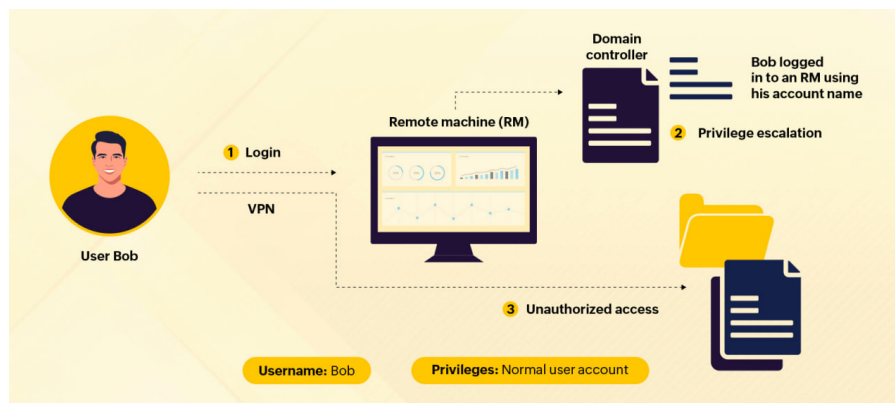 Domain
controller
Bob logged
in to an RM using
his account name
Remote machine (RM)
1 Login
2 Privilege escalation
VPN
User Bob
3 Unauthorized access
Username: Bob
Privileges: Normal user account